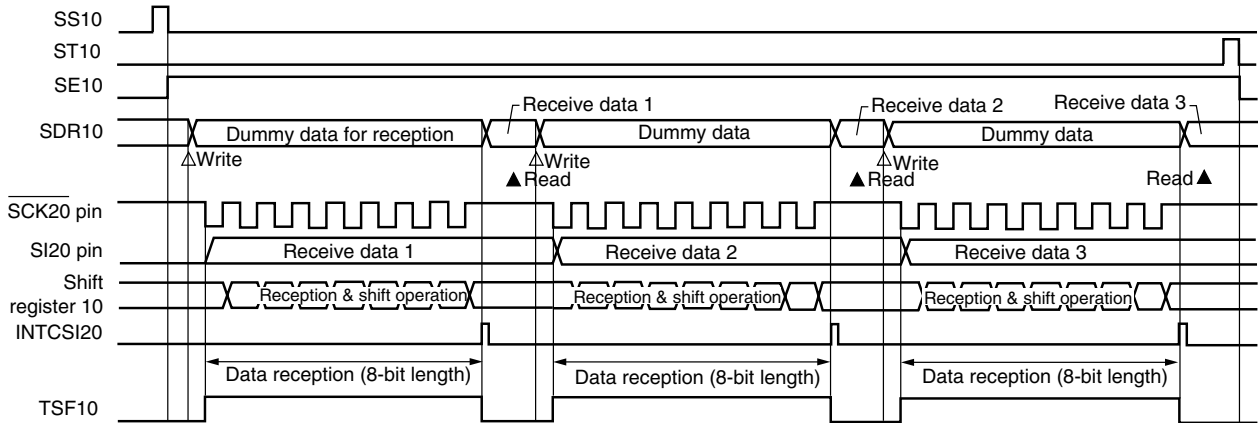 SS10
ST10
SE10
Receive data 1
Receive data 2
Receive data 3
SDR10
Dummy data for reception
Dummy data
Dummy data
△Write
△Write
△Write
▲Read
▲Read
Read▲
SCK20 pin
SI20 pin
Receive data 1
Receive data 2
Receive data 3
Shift
register 10
Reception & shift operation
Reception & shift operation
Reception & shift operation
INTCSI20
Data reception (8-bit length)
Data reception (8-bit length)
Data reception (8-bit length)
TSF10